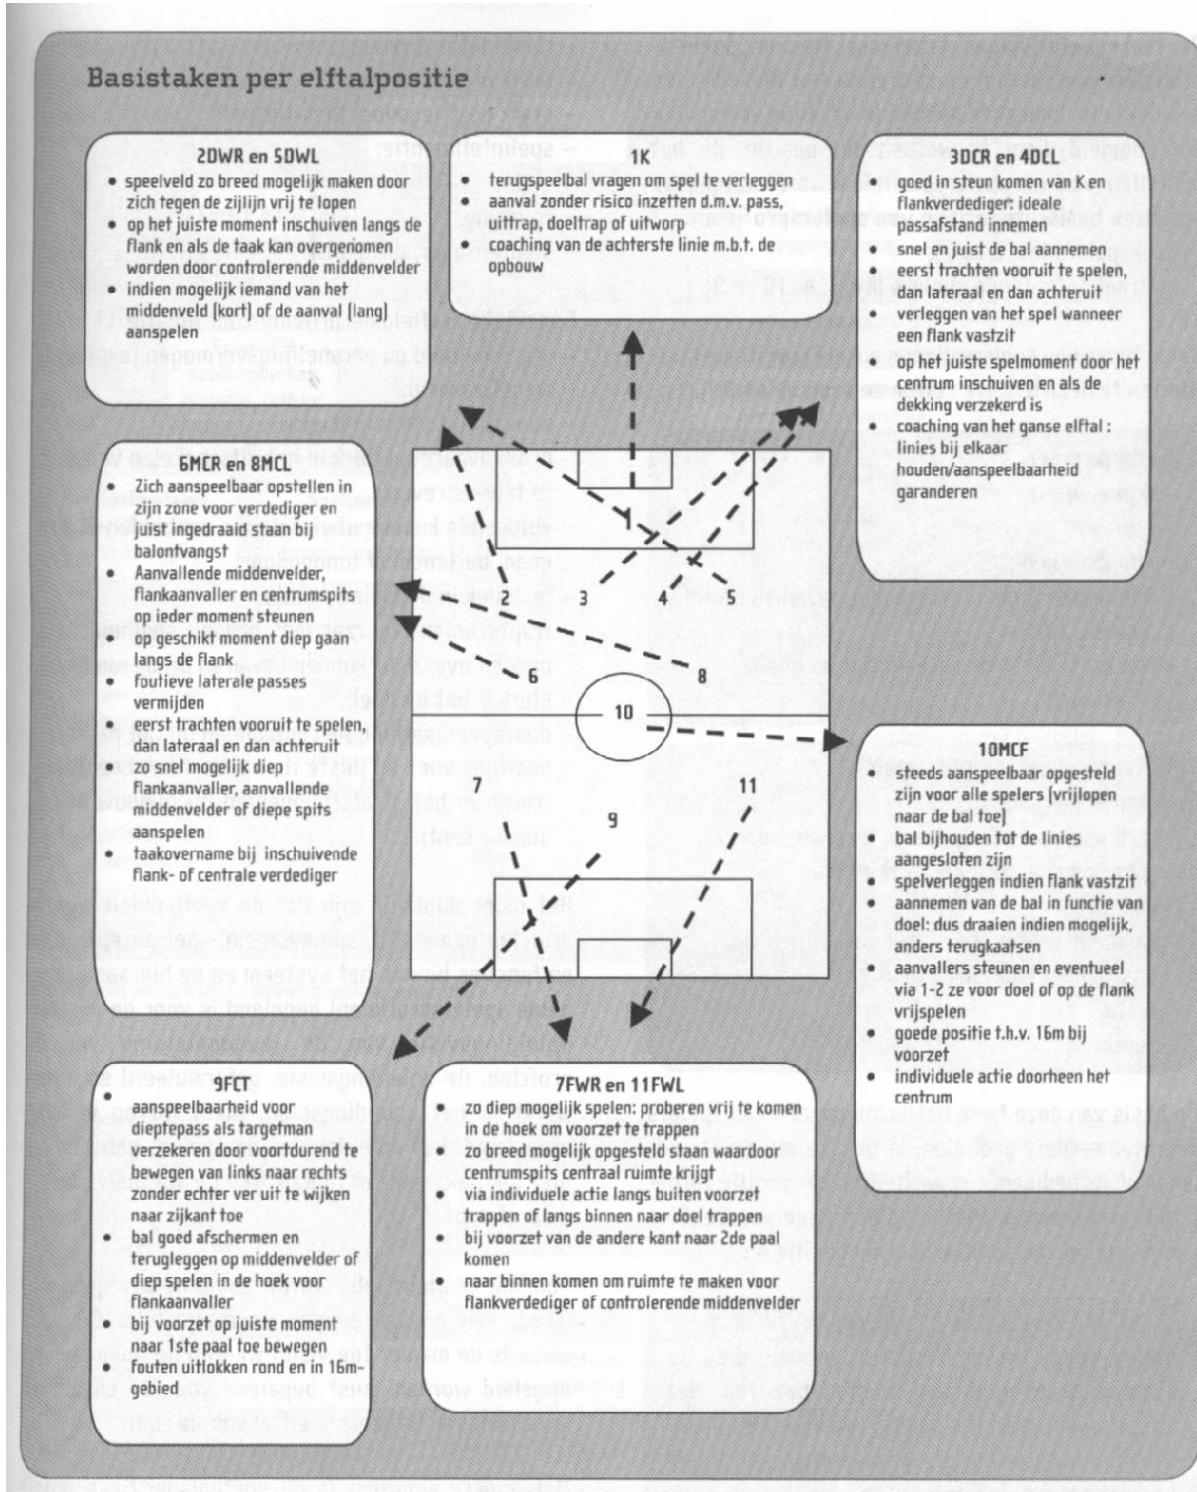 Basistaken per elftalpositie
2DWR en 5DWL
• speelveld zo breed mogelijk maken door
zich tegen de zijlijn vrij te lopen
• op het juiste moment inschuiven langs de
flank en als de taak kan overgenomen
worden door controlerende middenvelder
• indien mogelijk iemand van het
middenveld (kort) of de aanval (lang)
aanspelen
1K
• terugspeelbal vragen om spel te verleggen
• aanval zonder risico inzetten d.m.v. pass,
uittrap, doeltrap of uitworp
• coaching van de achterste linie m.b.t. de
opbouw
3DCR en 4DCL
• goed in steun komen van K en
flankverdediger: ideale
passafstand innemen
• snel en juist de bal aannemen
• eerst trachten vooruit te spelen,
dan lateraal en dan achteruit
• verleggen van het spel wanneer
een flank vastzit
• op het juiste spelmoment door het
centrum inschuiven en als de
dekking verzekerd is
• coaching van het ganse elftal :
linies bij elkaar
houden/aanspeelbaarheid
garanderen
6MCR en 8MCL
• Zich aanspeelbaar opstellen in
zijn zone voor verdediger en
juist ingedraaid staan bij
balontvangst
• Aanvallende middenvelder,
flankaanvaller en centrumspits
op ieder moment steunen
• op geschikt moment diep gaan
langs de flank
• foutieve laterale passes
vermijden
• eerst trachten vooruit te spelen,
dan lateraal en dan achteruit
• zo snel mogelijk diep
flankaanvaller, aanvallende
middenvelder of diepe spits
aanspelen
• taakovername bij inschuivende
flank- of centrale verdediger
1
2 3 4 5
6 8
10
7 11
9
10MCF
• steeds aanspeelbaar opgesteld
zijn voor alle spelers (vrijlopen
naar de bal toe)
• bal bijhouden tot de linies
aangesloten zijn
• spelverleggen indien flank vastzit
• aannemen van de bal in functie van
doel: dus draaien indien mogelijk,
anders terugkaatsen
• aanvallers steunen en eventueel
via 1-2 ze voor doel of op de flank
vrijspelen
• goede positie t.h.v. 16m bij
voorzet
• individuele actie doorheen het
centrum
9FCT
• aanspeelbaarheid voor
dieptepass als targetman
verzekeren door voortdurend te
bewegen van links naar rechts
zonder echter ver uit te wijken
naar zijkant toe
• bal goed afschermen en
terugleggen op middenvelder of
diep spelen in de hoek voor
flankaanvaller
• bij voorzet op juiste moment
naar 1ste paal toe bewegen
• fouten uitlokken rond en in 16m-
gebied
7FWR en 11FWL
• zo diep mogelijk spelen: proberen vrij te komen
in de hoek om voorzet te trappen
• zo breed mogelijk opgesteld staan waardoor
centrumspits centraal ruimte krijgt
• via individuele actie langs buiten voorzet
trappen of langs binnen naar doel trappen
• bij voorzet van de andere kant naar 2de paal
komen
• naar binnen komen om ruimte te maken voor
flankverdediger of controlerende middenvelder